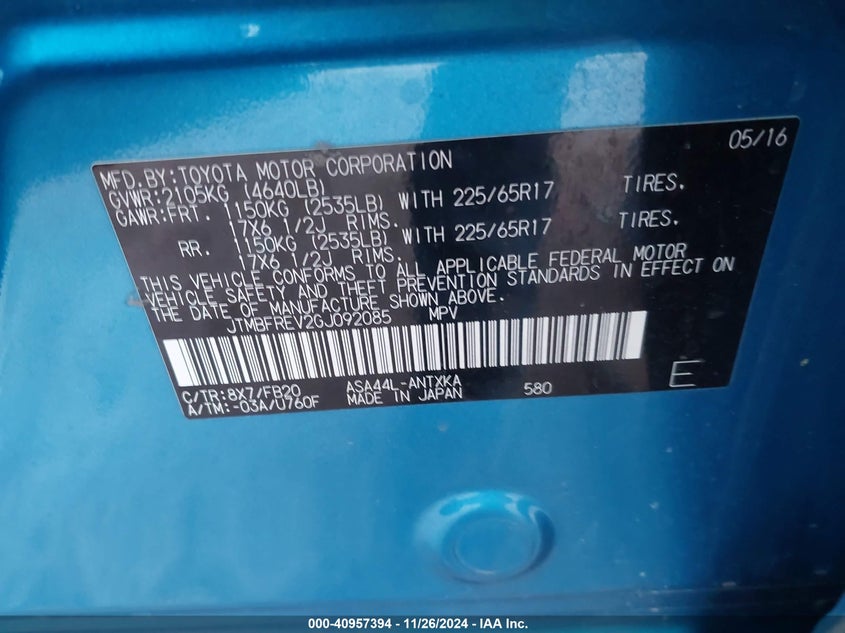 05/16
MFD.BY:TOYOTA MOTOR CORPORATION
GVWR:2105KG (4640LB)
GAWR:FRT. 1150KG (2535LB) WITH 225/65R17 TIRES,
17X6 1/2J RIMS.
RR. 1150KG (2535LB) WITH 225/65R17 TIRES,
17X6 1/2J RIMS.
THIS VEHICLE CONFORMS TO ALL APPLICABLE FEDERAL MOTOR
VEHICLE SAFETY AND THEFT PREVENTION STANDARDS IN EFFECT ON
THE DATE OF MANUFACTURE SHOWN ABOVE.
JTMBFREV2GJ092085 MPV
C/TR:8X7/FB20 ASA44L-ANTXKA 580 E
A/TM:-03A/U760F MADE IN JAPAN
000-40957394 - 11/26/2024 - IAA Inc.